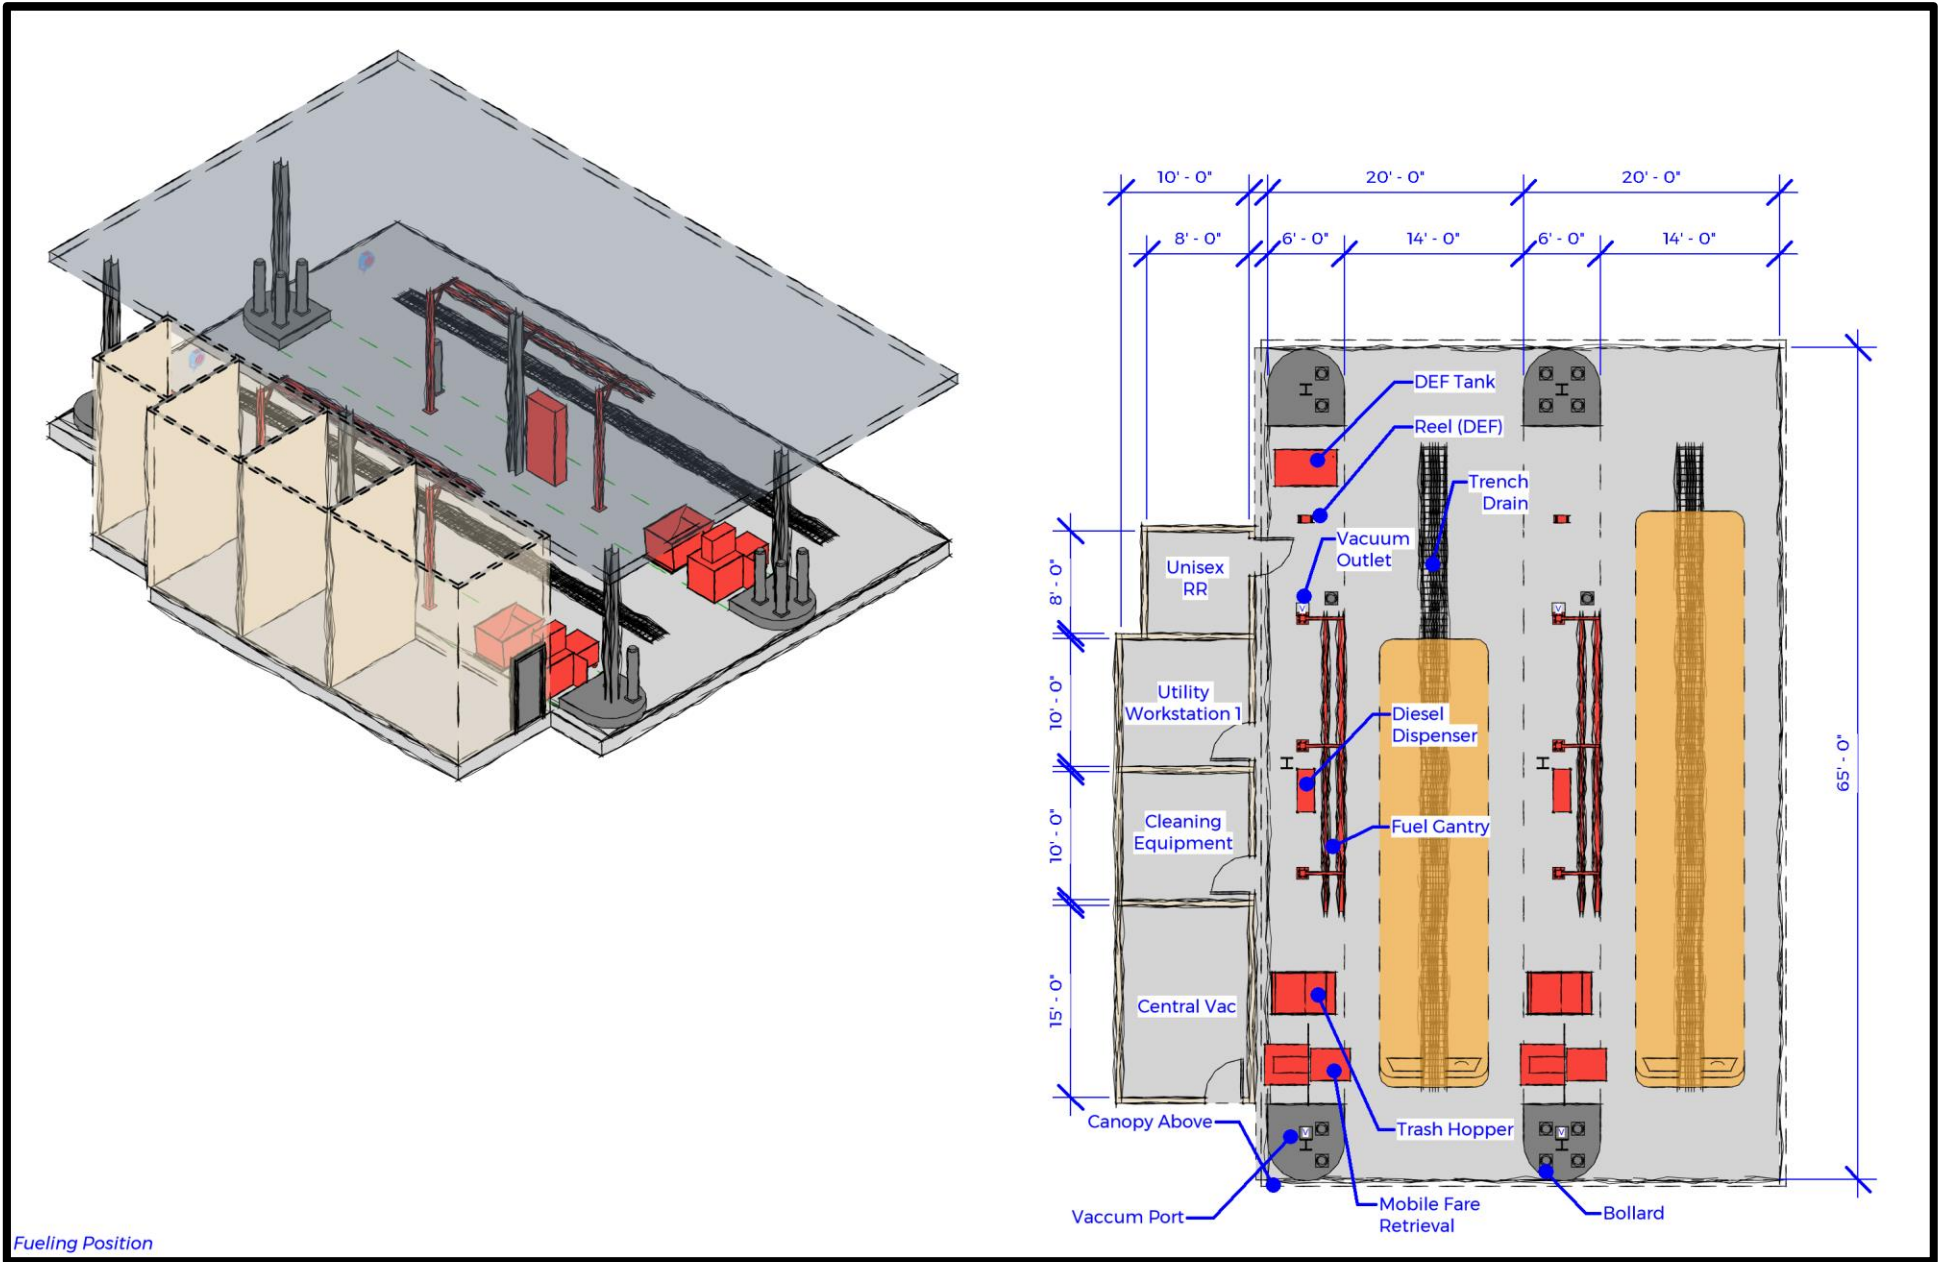 10' - 0"
20' - 0"
20' - 0"
8' - 0"
6' - 0"
14' - 0"
6' - 0"
14' - 0"
DEF Tank
Reel (DEF)
Trench
Drain
Vacuum
Outlet
8' - 0"
Unisex
RR
V
V
10' - 0"
Utility
Workstation 1
Diesel
Dispenser
65' - 0"
10' - 0"
Cleaning
Equipment
Fuel Gantry
15' - 0"
Central Vac
Canopy Above
Trash Hopper
V
V
Vaccum Port
Mobile Fare
Retrieval
Bollard
Fueling Position